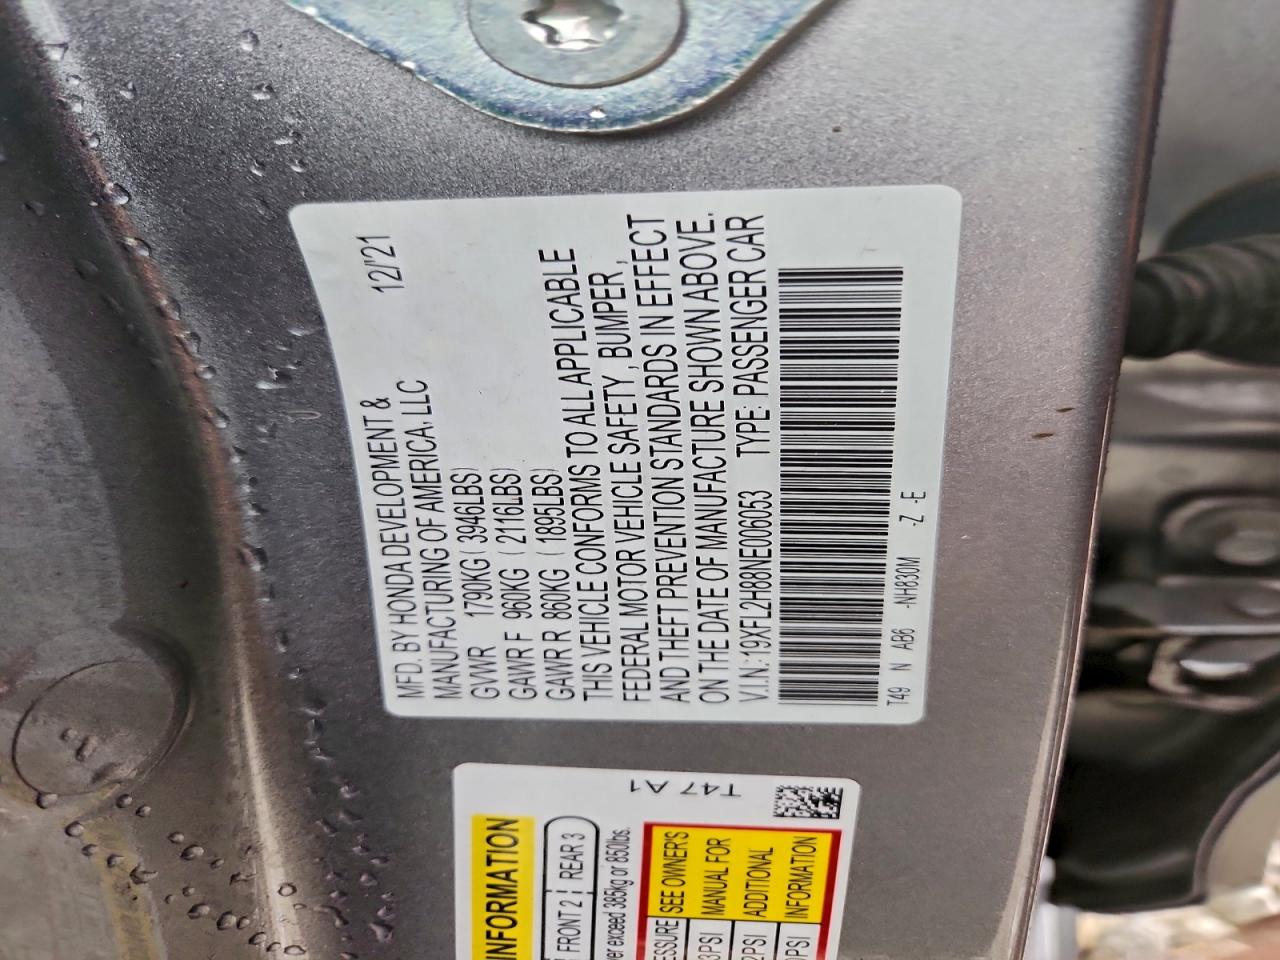 MFD. BY HONDA DEVELOPMENT & 12/'21
MANUFACTURING OF AMERICA, LLC
GVWR 1790KG ( 3946LBS)
GAWR F 960KG ( 2116LBS)
GAWR R 860KG ( 1895LBS)
THIS VEHICLE CONFORMS TO ALL APPLICABLE
FEDERAL MOTOR VEHICLE SAFETY , BUMPER ,
AND THEFT PREVENTION STANDARDS IN EFFECT
ON THE DATE OF MANUFACTURE SHOWN ABOVE.
V.I.N.: 19XFL2H88NE006053 TYPE: PASSENGER CAR
T49 N AB6 -NH830M -Z -E
T47 A1
INFORMATION
FRONT 2 REAR 3
exceed 385kg or 850lbs.
SEE OWNER'S
MANUAL FOR
ADDITIONAL
INFORMATION